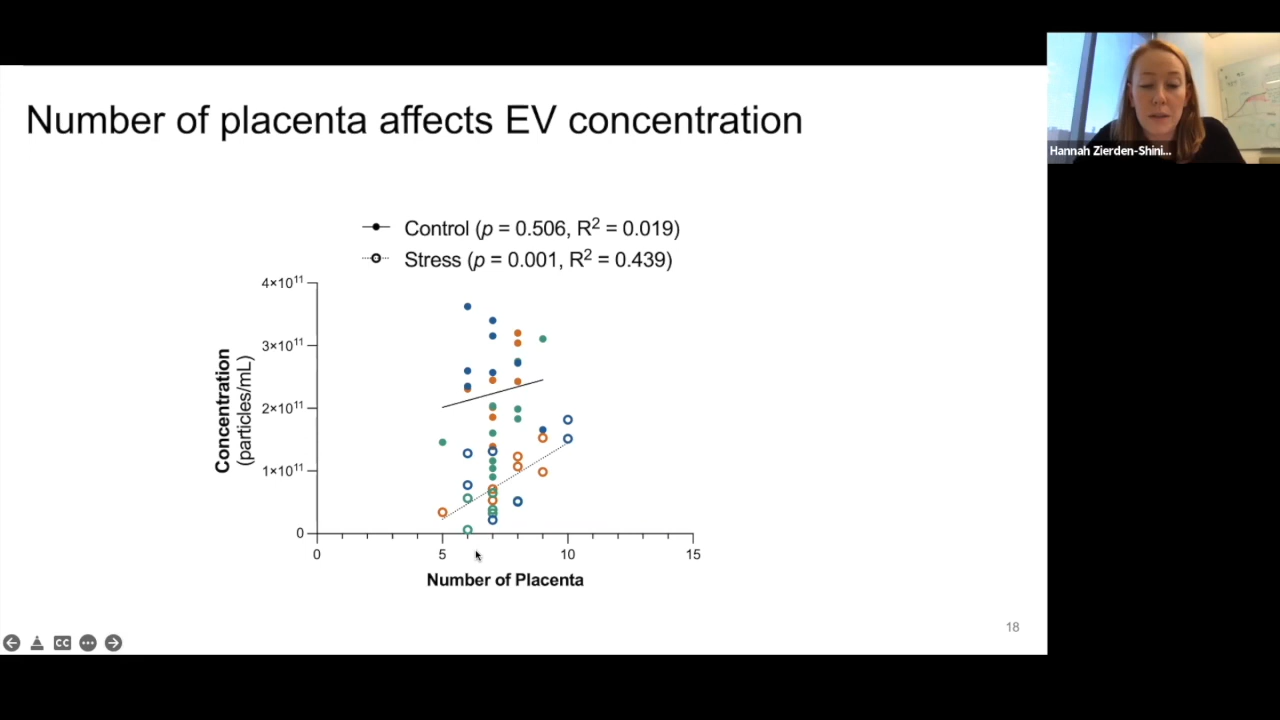 Number of placenta affects EV concentration
Hannah Zierden-Shini...
Control (p = 0.506, R² = 0.019)
Stress (p = 0.001, R² = 0.439)
4×10¹¹
3×10¹¹
2×10¹¹
1×10¹¹
0
Concentration
(particles/mL)
0 5 10 15
Number of Placenta
18
CC